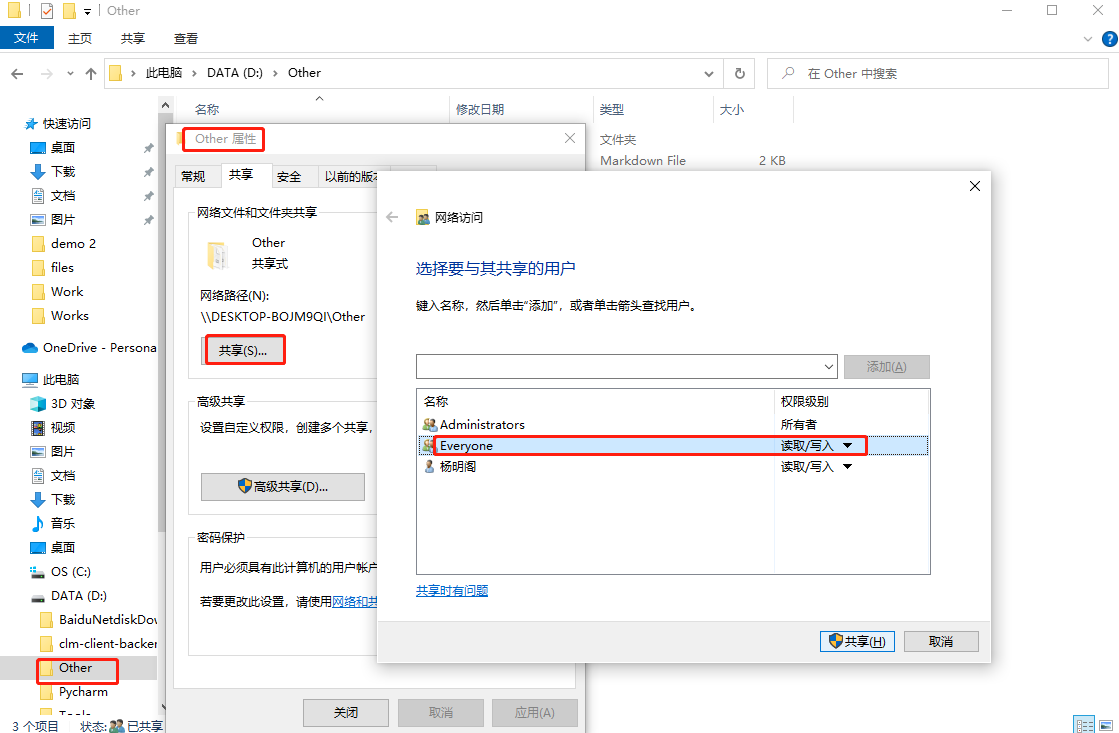 Other
文件 主页 共享 查看
此电脑 DATA (D:) Other 在 Other 中搜索
快速访问
桌面
下载
文档
图片
demo 2
files
Work
Works
OneDrive - Persona
此电脑
3D 对象
视频
图片
文档
下载
音乐
桌面
OS (C:)
DATA (D:)
BaiduNetdiskDov
clm-client-backer
Other
Pycharm
3 个项目 状态: 已共享
名称 修改日期 类型 大小
文件夹
Markdown File 2 KB
Other 属性
常规 共享 安全 以前的版本
网络文件和文件夹共享
Other
共享式
网络路径(N):
\\DESKTOP-BOJM9QI\Other
共享(S)...
高级共享
设置自定义权限，创建多个共享，
高级共享(D)...
密码保护
用户必须具有此计算机的用户帐户
若要更改此设置，请使用网络和共
关闭 取消 应用(A)
网络访问
选择要与其共享的用户
键入名称，然后单击“添加”，或者单击箭头查找用户。
添加(A)
名称 权限级别
Administrators 所有者
Everyone 读取/写入
杨明阁 读取/写入
共享时有问题
共享(H) 取消